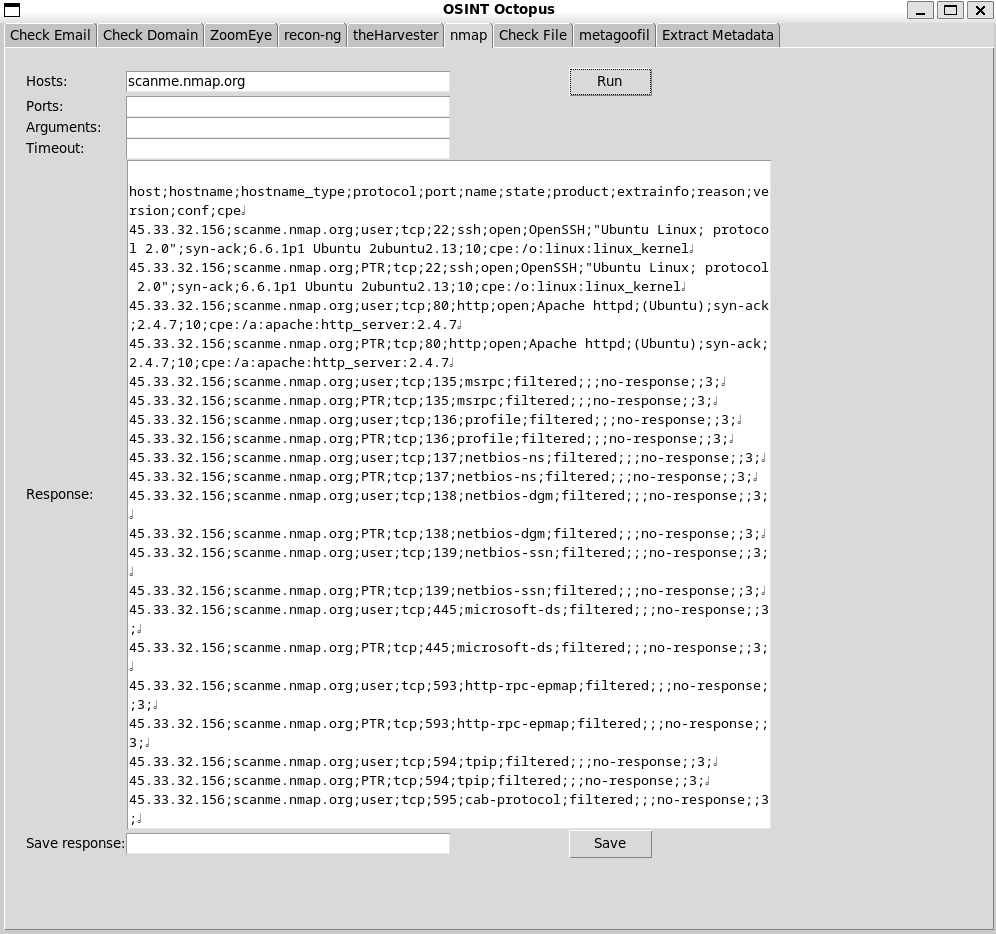 OSINT Octopus
Check Email Check Domain ZoomEye recon-ng theHarvester nmap Check File metagoofil Extract Metadata
Hosts: scanme.nmap.org Run
Ports:
Arguments:
Timeout:
host;hostname;hostname_type;protocol;port;name;state;product;extrainfo;reason;ve
rsion;conf;cpe↲
45.33.32.156;scanme.nmap.org;user;tcp;22;ssh;open;OpenSSH;"Ubuntu Linux; protoco
l 2.0";syn-ack;6.6.1p1 Ubuntu 2ubuntu2.13;10;cpe:/o:linux:linux_kernel↲
45.33.32.156;scanme.nmap.org;PTR;tcp;22;ssh;open;OpenSSH;"Ubuntu Linux; protocol
 2.0";syn-ack;6.6.1p1 Ubuntu 2ubuntu2.13;10;cpe:/o:linux:linux_kernel↲
45.33.32.156;scanme.nmap.org;user;tcp;80;http;open;Apache httpd;(Ubuntu);syn-ack
;2.4.7;10;cpe:/a:apache:http_server:2.4.7↲
45.33.32.156;scanme.nmap.org;PTR;tcp;80;http;open;Apache httpd;(Ubuntu);syn-ack;
2.4.7;10;cpe:/a:apache:http_server:2.4.7↲
45.33.32.156;scanme.nmap.org;user;tcp;135;msrpc;filtered;;;no-response;;3;↲
45.33.32.156;scanme.nmap.org;PTR;tcp;135;msrpc;filtered;;;no-response;;3;↲
45.33.32.156;scanme.nmap.org;user;tcp;136;profile;filtered;;;no-response;;3;↲
45.33.32.156;scanme.nmap.org;PTR;tcp;136;profile;filtered;;;no-response;;3;↲
45.33.32.156;scanme.nmap.org;user;tcp;137;netbios-ns;filtered;;;no-response;;3;↲
45.33.32.156;scanme.nmap.org;PTR;tcp;137;netbios-ns;filtered;;;no-response;;3;↲
45.33.32.156;scanme.nmap.org;user;tcp;138;netbios-dgm;filtered;;;no-response;;3;
↲
45.33.32.156;scanme.nmap.org;PTR;tcp;138;netbios-dgm;filtered;;;no-response;;3;↲
45.33.32.156;scanme.nmap.org;user;tcp;139;netbios-ssn;filtered;;;no-response;;3;
↲
45.33.32.156;scanme.nmap.org;PTR;tcp;139;netbios-ssn;filtered;;;no-response;;3;↲
45.33.32.156;scanme.nmap.org;user;tcp;445;microsoft-ds;filtered;;;no-response;;3
;↲
45.33.32.156;scanme.nmap.org;PTR;tcp;445;microsoft-ds;filtered;;;no-response;;3;
↲
45.33.32.156;scanme.nmap.org;user;tcp;593;http-rpc-epmap;filtered;;;no-response;
;3;↲
45.33.32.156;scanme.nmap.org;PTR;tcp;593;http-rpc-epmap;filtered;;;no-response;;
3;↲
45.33.32.156;scanme.nmap.org;user;tcp;594;tpip;filtered;;;no-response;;3;↲
45.33.32.156;scanme.nmap.org;PTR;tcp;594;tpip;filtered;;;no-response;;3;↲
45.33.32.156;scanme.nmap.org;user;tcp;595;cab-protocol;filtered;;;no-response;;3
;↲
Response:
Save response: Save